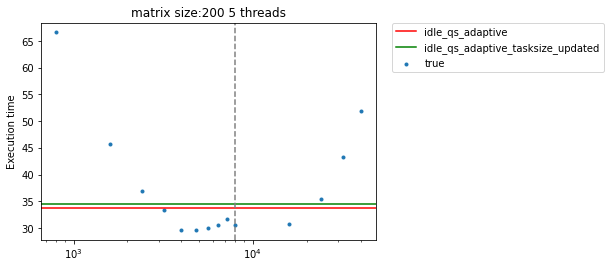 matrix size:200 5 threads
Execution time
65
60
55
50
45
40
35
30
10³
10⁴
idle_qs_adaptive
idle_qs_adaptive_tasksize_updated
true